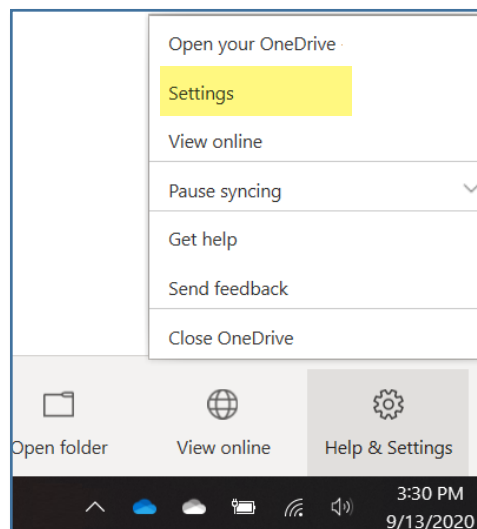 Open your OneDrive
Settings
View online
Pause syncing
Get help
Send feedback
Close OneDrive
Open folder
View online
Help & Settings
3:30 PM
9/13/2020